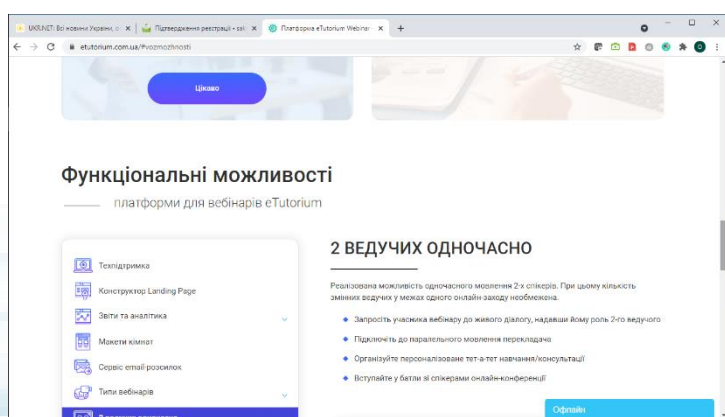 UKR.NET: Всі новини України, о
Підтвердження реєстрації • sai
Платформа eTutorium Webinar
etutorium.com.ua/#vozmozhnosti
Цікаво
Функціональні можливості
платформи для вебінарів eTutorium
Техпідтримка
Конструктор Landing Page
Звіти та аналітика
Макети кімнат
Сервіс email-розсилок
Типи вебінарів
2 ВЕДУЧИХ ОДНОЧАСНО
Реалізована можливість одночасного мовлення 2-х спікерів. При цьому кількість
змінних ведучих у межах одного онлайн-заходу необмежена.
Запросіть учасника вебінару до живого діалогу, надавши йому роль 2-го ведучого
Підключіть до паралельного мовлення перекладача
Організуйте персоналізоване тет-а-тет навчання/консультації
Вступайте у батли зі спікерами онлайн-конференції
Офлайн